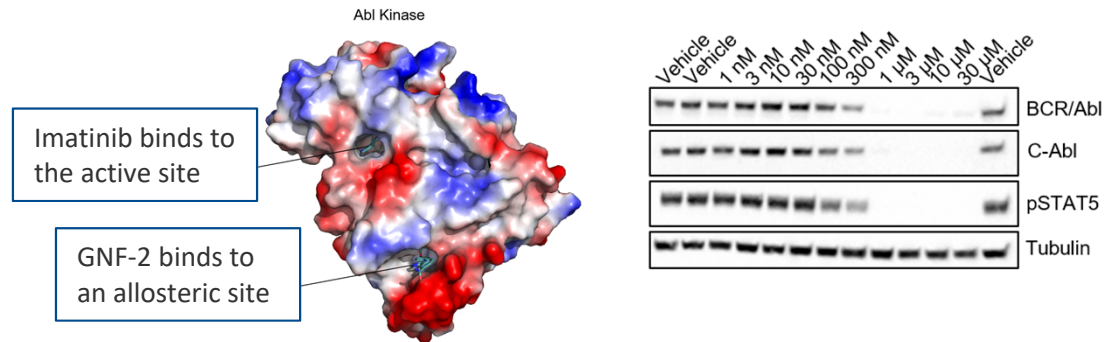 Abl Kinase
Imatinib binds to
the active site
GNF-2 binds to
an allosteric site
Vehicle
Vehicle
1 nM
3 nM
10 nM
30 nM
100 nM
300 nM
1 µM
3 µM
10 µM
30 µM
Vehicle
BCR/Abl
C-Abl
pSTAT5
Tubulin